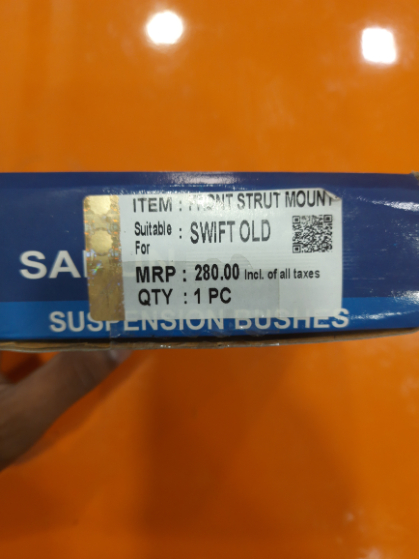 ITEM : FRONT STRUT MOUNT
Suitable For : SWIFT OLD
MRP : 280.00 Incl. of all taxes
QTY : 1 PC
SUSPENSION BUSHES